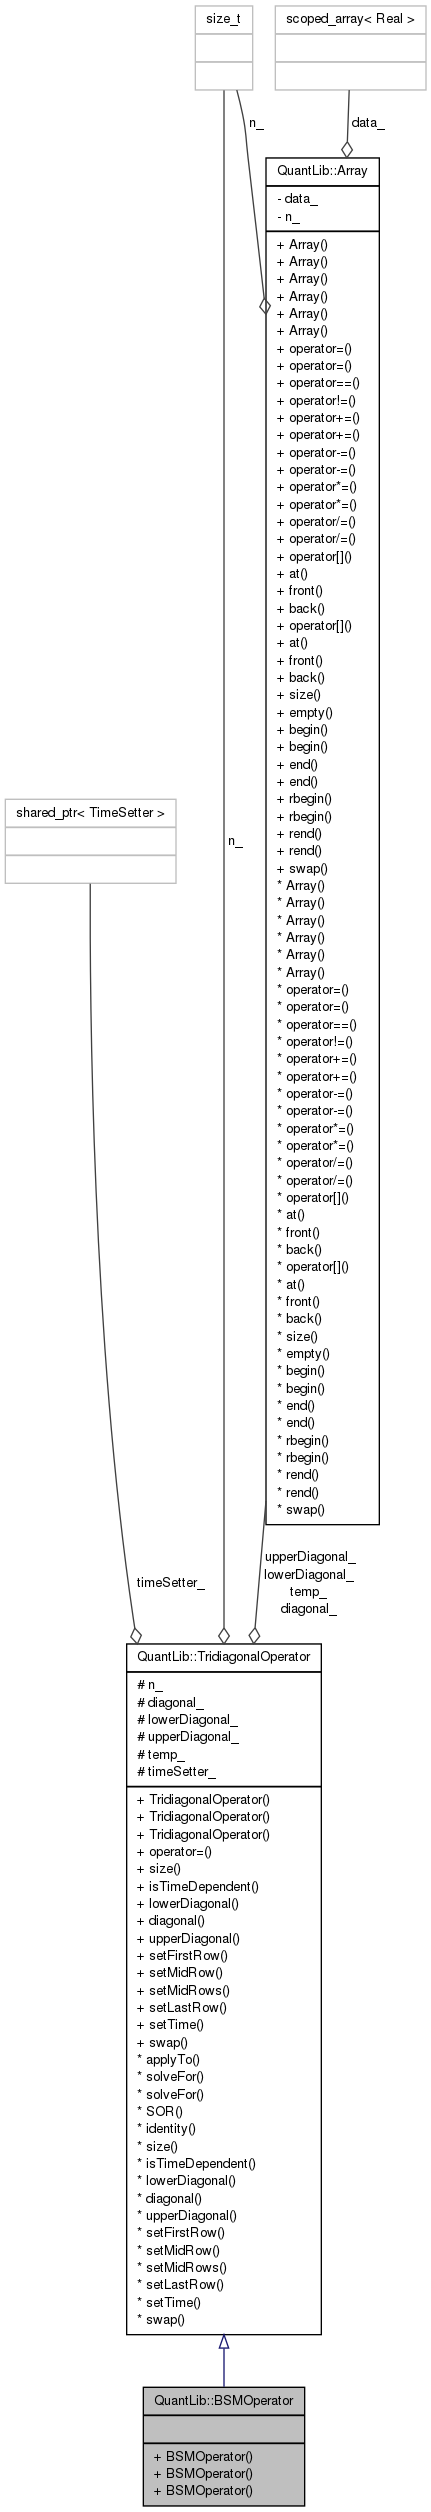 size_t
scoped_array< Real >
n_
data_
QuantLib::Array
- data_
- n_
+ Array()
+ Array()
+ Array()
+ Array()
+ Array()
+ Array()
+ operator=()
+ operator=()
+ operator==()
+ operator!=()
+ operator+=()
+ operator+=()
+ operator-=()
+ operator-=()
+ operator*=()
+ operator*=()
+ operator/=()
+ operator/=()
+ operator[]()
+ at()
+ front()
+ back()
+ operator[]()
+ at()
+ front()
+ back()
+ size()
+ empty()
+ begin()
+ begin()
+ end()
+ end()
+ rbegin()
+ rbegin()
+ rend()
+ rend()
+ swap()
* Array()
* Array()
* Array()
* Array()
* Array()
* Array()
* operator=()
* operator=()
* operator==()
* operator!=()
* operator+=()
* operator+=()
* operator-=()
* operator-=()
* operator*=()
* operator*=()
* operator/=()
* operator/=()
* operator[]()
* at()
* front()
* back()
* operator[]()
* at()
* front()
* back()
* size()
* empty()
* begin()
* begin()
* end()
* end()
* rbegin()
* rbegin()
* rend()
* rend()
* swap()
n_
shared_ptr< TimeSetter >
timeSetter_
upperDiagonal_
lowerDiagonal_
temp_
diagonal_
QuantLib::TridiagonalOperator
# n_
# diagonal_
# lowerDiagonal_
# upperDiagonal_
# temp_
# timeSetter_
+ TridiagonalOperator()
+ TridiagonalOperator()
+ TridiagonalOperator()
+ operator=()
+ size()
+ isTimeDependent()
+ lowerDiagonal()
+ diagonal()
+ upperDiagonal()
+ setFirstRow()
+ setMidRow()
+ setMidRows()
+ setLastRow()
+ setTime()
+ swap()
* applyTo()
* solveFor()
* solveFor()
* SOR()
* identity()
* size()
* isTimeDependent()
* lowerDiagonal()
* diagonal()
* upperDiagonal()
* setFirstRow()
* setMidRow()
* setMidRows()
* setLastRow()
* setTime()
* swap()
QuantLib::BSMOperator
+ BSMOperator()
+ BSMOperator()
+ BSMOperator()